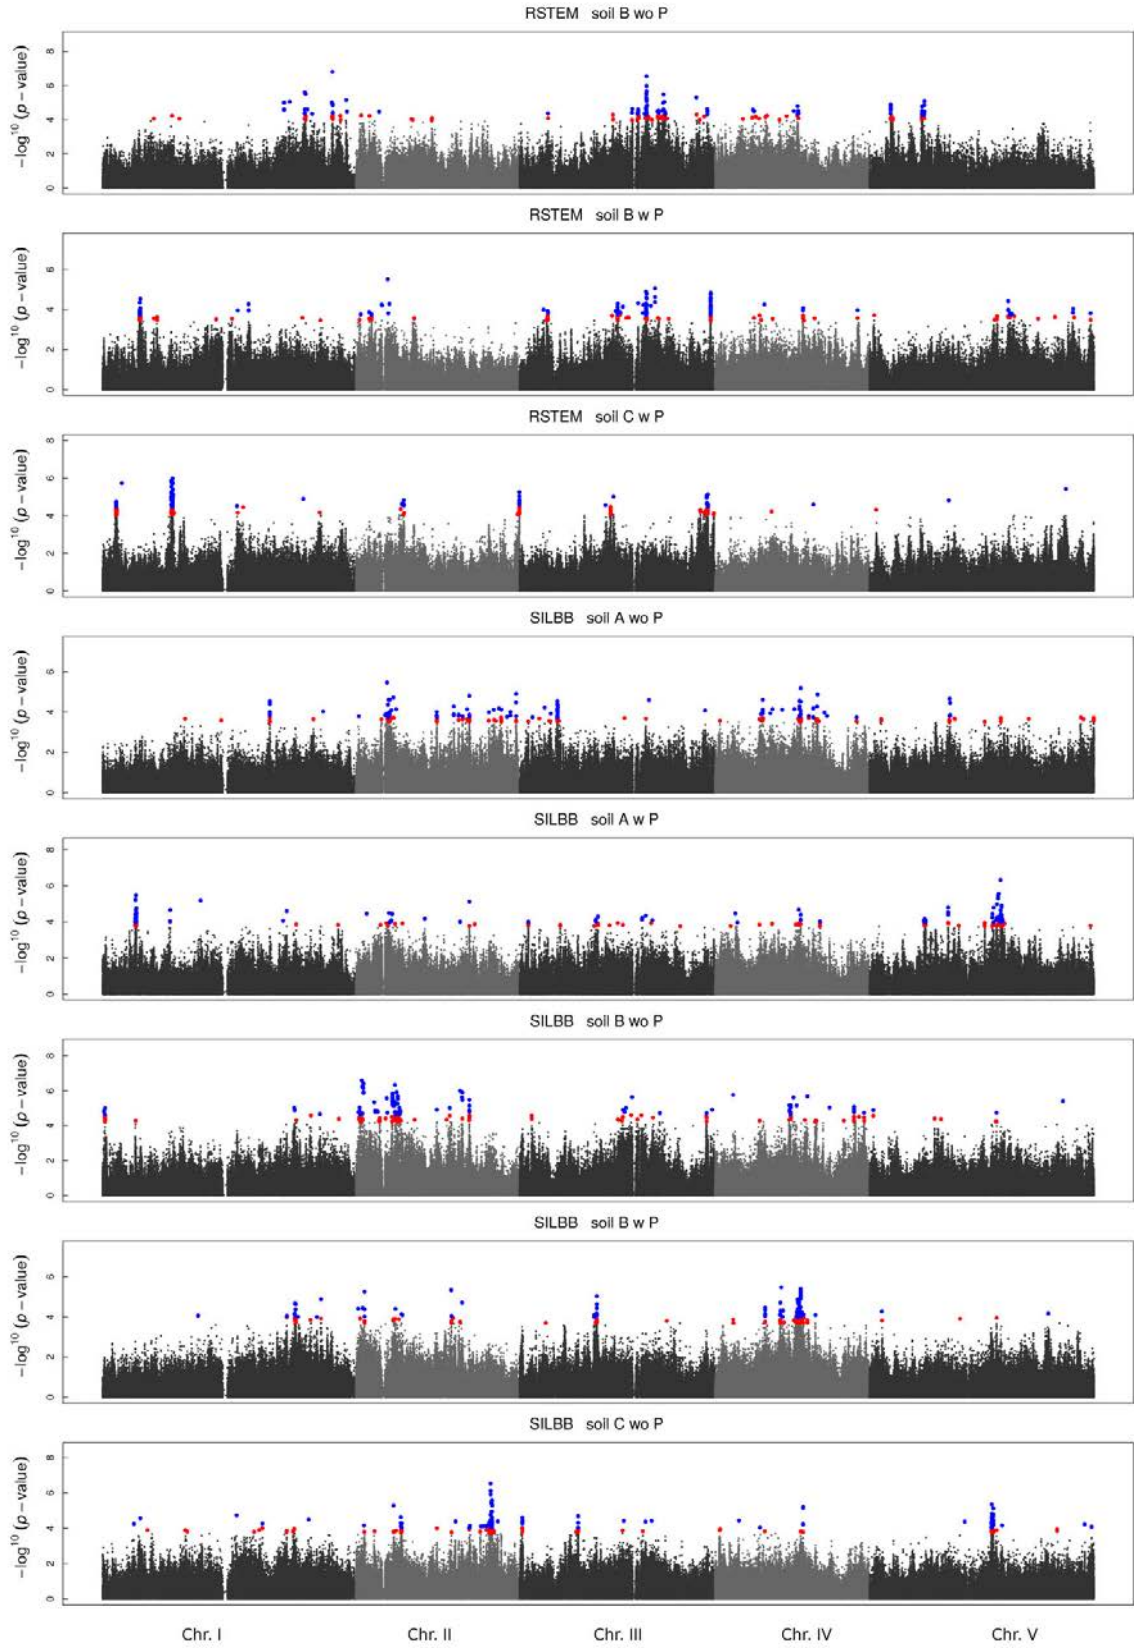 RSTEM soil B wo P
−log¹⁰ (p − value)
0 2 4 6 8
RSTEM soil B w P
−log¹⁰ (p − value)
0 2 4 6
RSTEM soil C w P
−log¹⁰ (p − value)
0 2 4 6 8
SILBB soil A wo P
−log¹⁰ (p − value)
0 2 4 6
SILBB soil A w P
−log¹⁰ (p − value)
0 2 4 6 8
SILBB soil B wo P
−log¹⁰ (p − value)
0 2 4 6 8
SILBB soil B w P
−log¹⁰ (p − value)
0 2 4 6
SILBB soil C wo P
−log¹⁰ (p − value)
0 2 4 6 8
Chr. I Chr. II Chr. III Chr. IV Chr. V